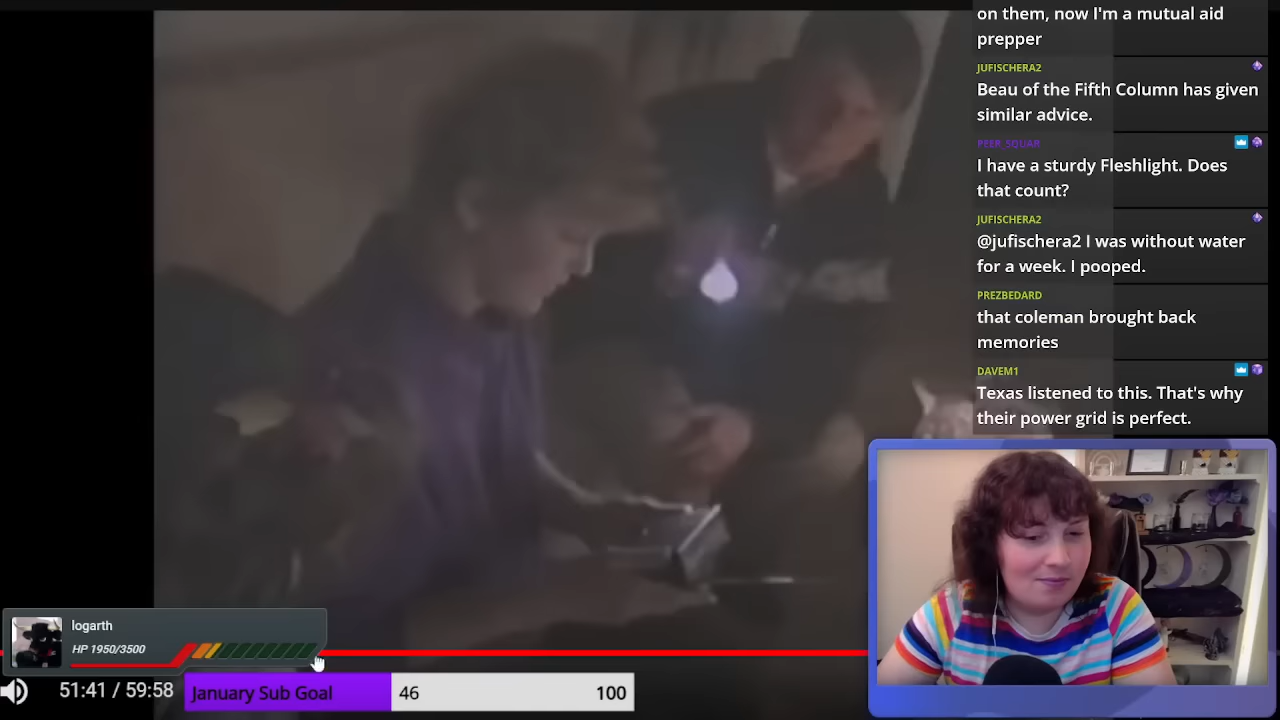 on them, now I'm a mutual aid
prepper
JUFISCHERA2
Beau of the Fifth Column has given
similar advice.
PEER_SQUAR
I have a sturdy Fleshlight. Does
that count?
JUFISCHERA2
@jufischera2 I was without water
for a week. I pooped.
PREZBEDARD
that coleman brought back
memories
DAVEM1
Texas listened to this. That's why
their power grid is perfect.
logarth
HP 1950/3500
51:41 / 59:58
January Sub Goal
46
100